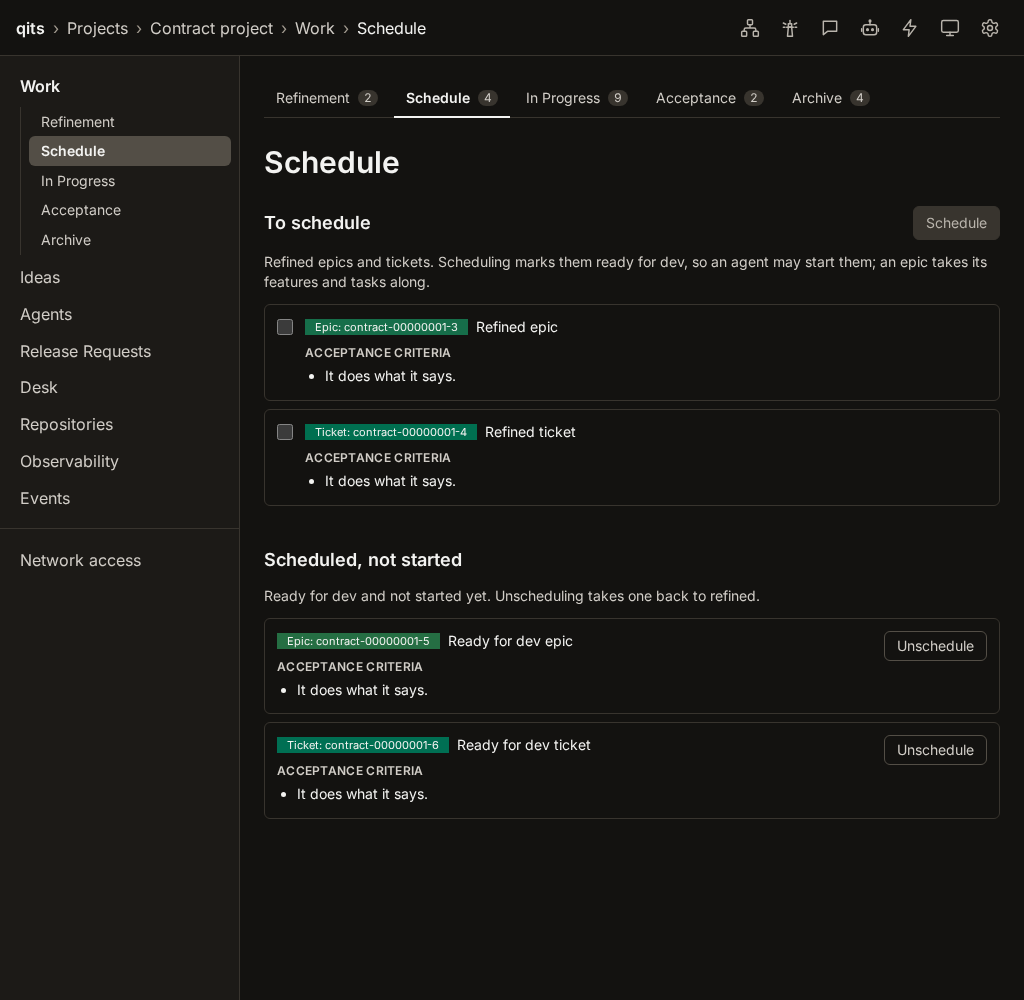 qits › Projects › Contract project › Work › Schedule
Work
Refinement
Schedule
In Progress
Acceptance
Archive
Ideas
Agents
Release Requests
Desk
Repositories
Observability
Events
Network access
Refinement 2 Schedule 4 In Progress 9 Acceptance 2 Archive 4
Schedule
To schedule
Schedule
Refined epics and tickets. Scheduling marks them ready for dev, so an agent may start them; an epic takes its
features and tasks along.
Epic: contract-00000001-3 Refined epic
ACCEPTANCE CRITERIA
• It does what it says.
Ticket: contract-00000001-4 Refined ticket
ACCEPTANCE CRITERIA
• It does what it says.
Scheduled, not started
Ready for dev and not started yet. Unscheduling takes one back to refined.
Epic: contract-00000001-5 Ready for dev epic
Unschedule
ACCEPTANCE CRITERIA
• It does what it says.
Ticket: contract-00000001-6 Ready for dev ticket
Unschedule
ACCEPTANCE CRITERIA
• It does what it says.